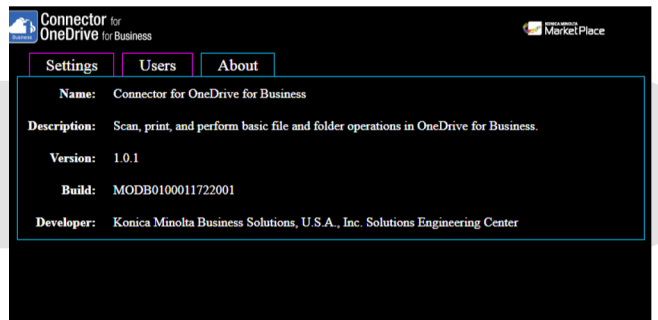 Connector for
OneDrive for Business
Business
KONICA MINOLTA
MarketPlace
Settings Users About
Name: Connector for OneDrive for Business
Description: Scan, print, and perform basic file and folder operations in OneDrive for Business.
Version: 1.0.1
Build: MODB0100011722001
Developer: Konica Minolta Business Solutions, U.S.A., Inc. Solutions Engineering Center